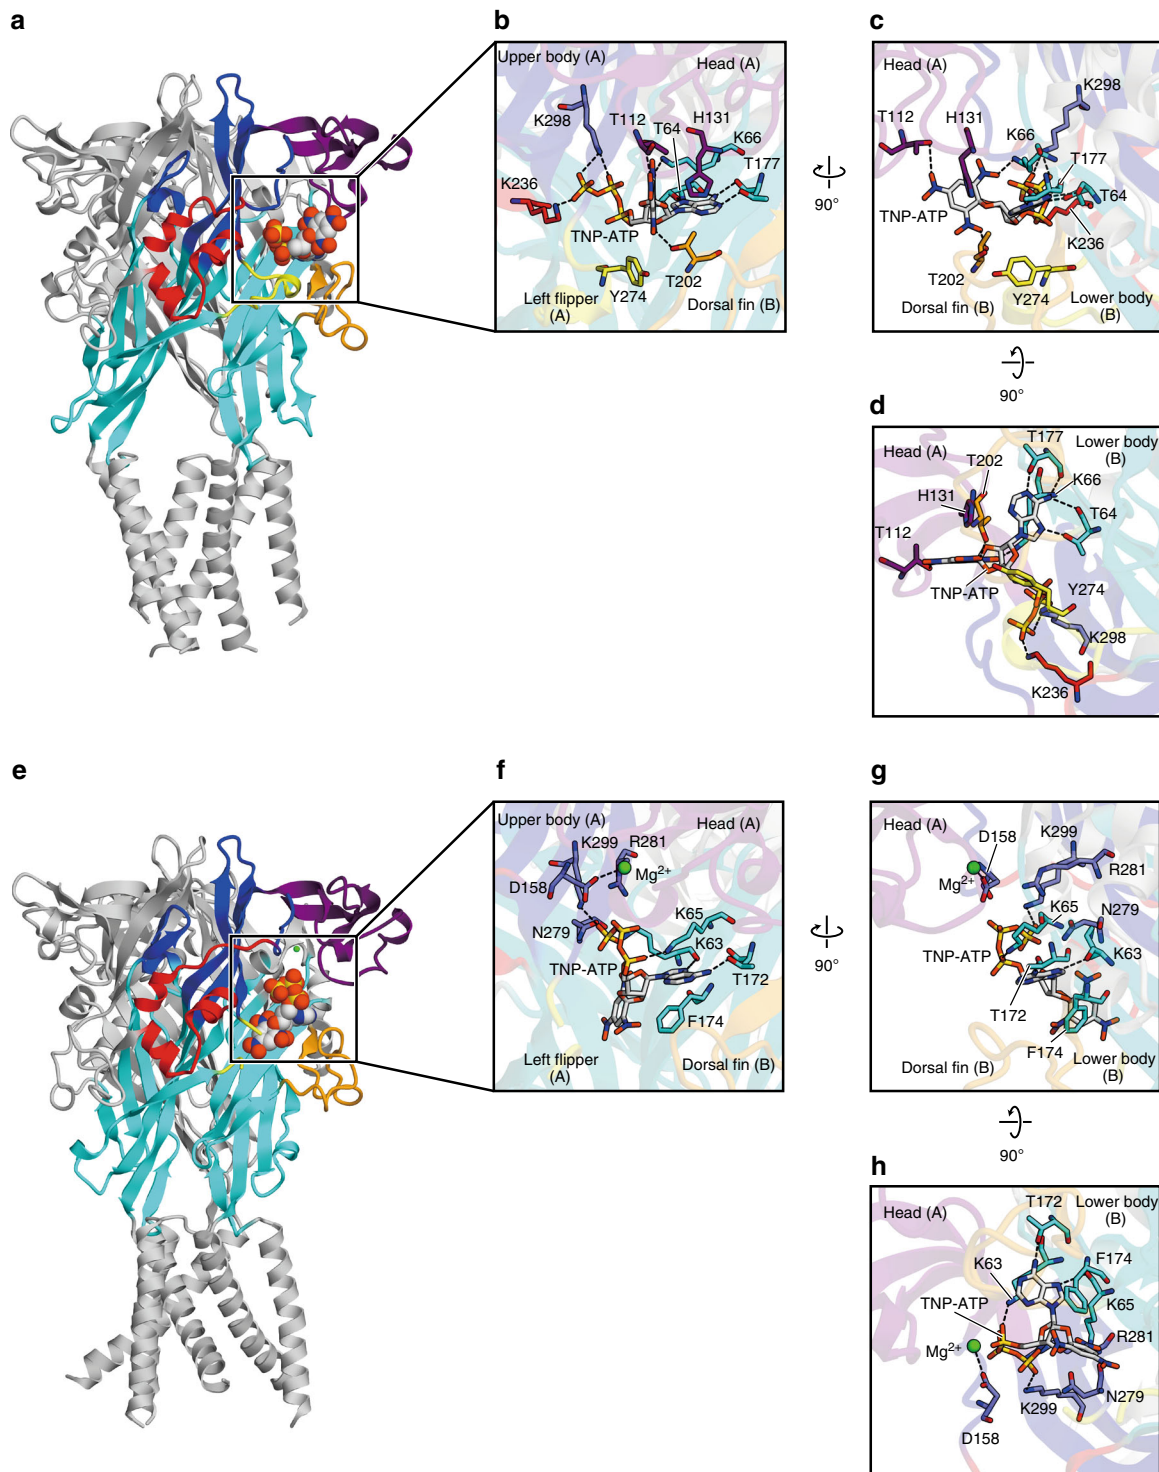 a
b
Upper body (A)
Head (A)
K298
T112
T64
H131
K66
T177
K236
TNP-ATP
Y274
T202
Left flipper
(A)
Dorsal fin (B)
90°
c
Head (A)
K298
T112
H131
K66
T177
T64
TNP-ATP
K236
T202
Y274
Dorsal fin (B)
Lower body
(B)
90°
d
Head (A)
T177
Lower body
(B)
T202
K66
H131
T64
T112
TNP-ATP
Y274
K298
K236
e
f
Upper body (A)
Head (A)
K299
R281
D158
Mg2+
N279
K65
K63
TNP-ATP
T172
F174
Left flipper
(A)
Dorsal fin (B)
90°
g
Head (A)
D158
K299
R281
Mg2+
K65
N279
TNP-ATP
K63
T172
F174
Dorsal fin (B)
Lower body
(B)
90°
h
Head (A)
T172
Lower body
(B)
K63
F174
TNP-ATP
K65
R281
Mg2+
K299
N279
D158